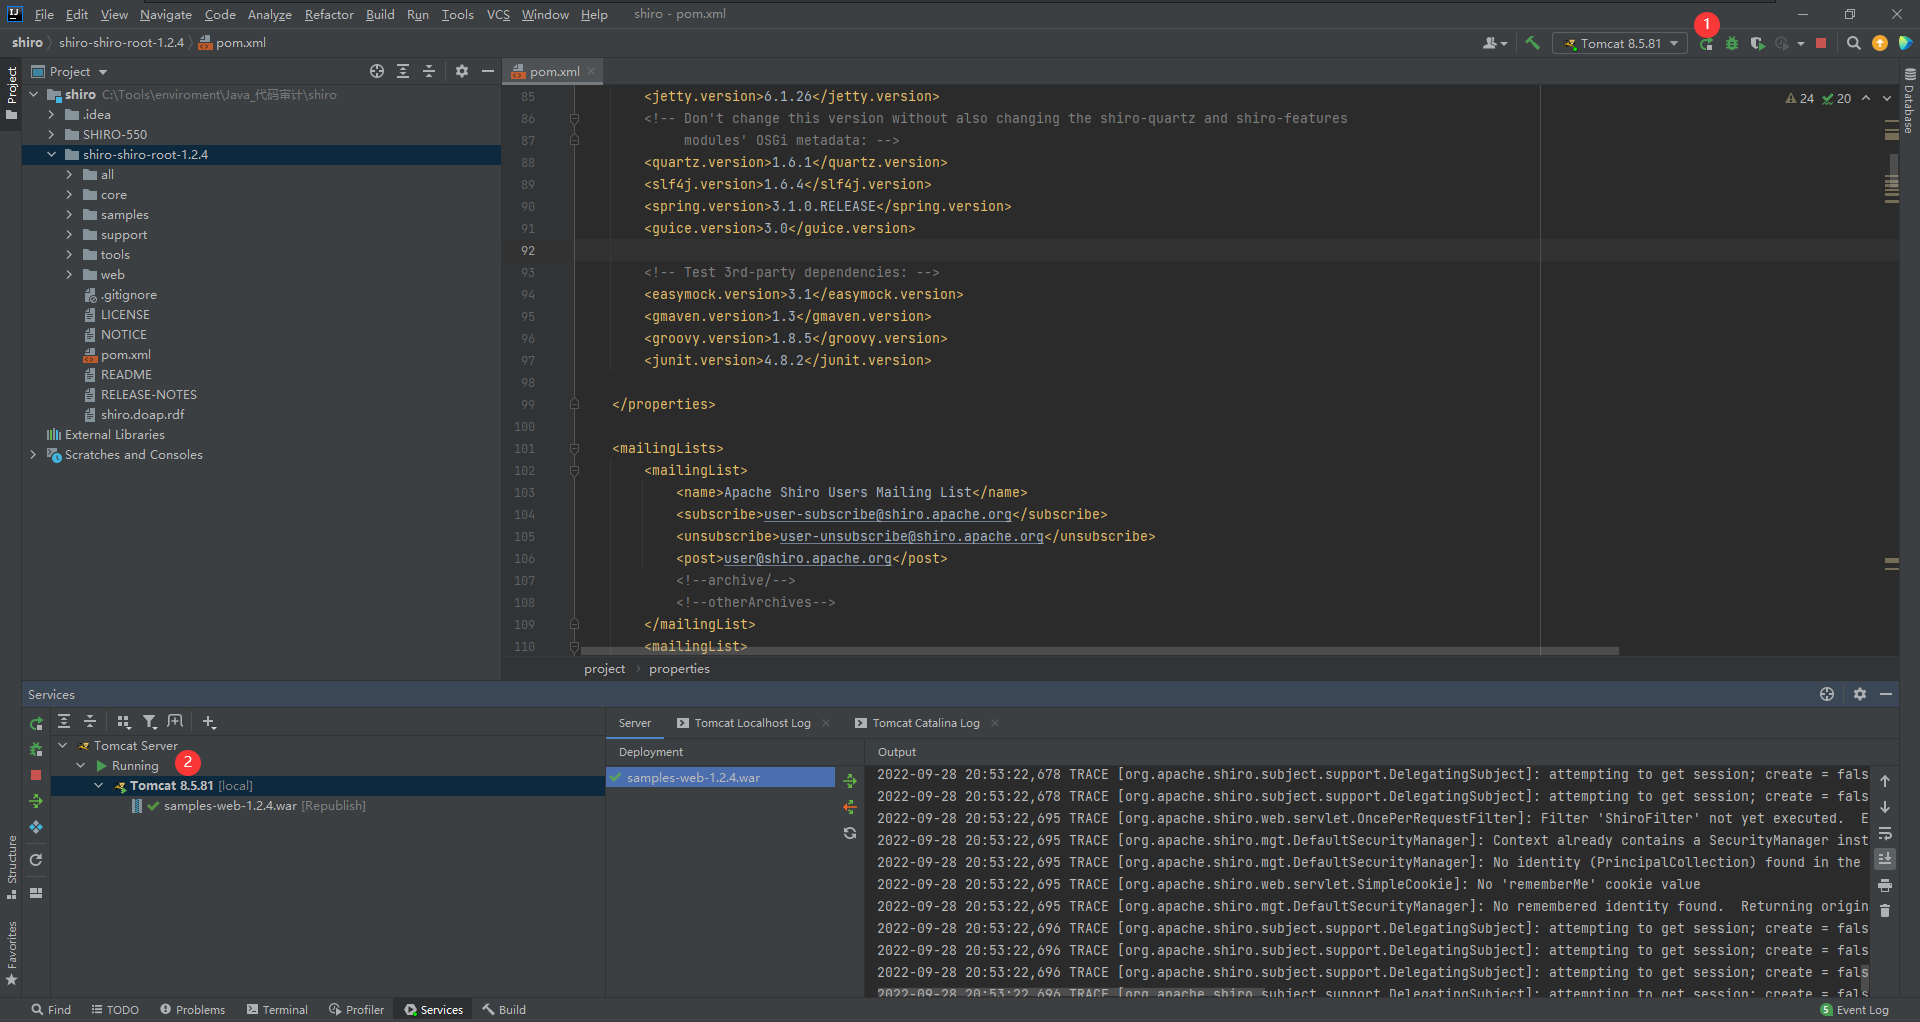 File Edit View Navigate Code Analyze Refactor Build Run Tools VCS Window Help shiro - pom.xml
1
shiro shiro-shiro-root-1.2.4 pom.xml
Tomcat 8.5.81
Project
Project
pom.xml
shiro C:\Tools\enviroment\Java_代码审计\shiro
.idea
SHIRO-550
shiro-shiro-root-1.2.4
all
core
samples
support
tools
web
.gitignore
LICENSE
NOTICE
pom.xml
README
RELEASE-NOTES
shiro.doap.rdf
External Libraries
Scratches and Consoles
24 20
Database
85 <jetty.version>6.1.26</jetty.version>
86 <!-- Don't change this version without also changing the shiro-quartz and shiro-features
87 modules' OSGi metadata: -->
88 <quartz.version>1.6.1</quartz.version>
89 <slf4j.version>1.6.4</slf4j.version>
90 <spring.version>3.1.0.RELEASE</spring.version>
91 <guice.version>3.0</guice.version>
92
93 <!-- Test 3rd-party dependencies: -->
94 <easymock.version>3.1</easymock.version>
95 <gmaven.version>1.3</gmaven.version>
96 <groovy.version>1.8.5</groovy.version>
97 <junit.version>4.8.2</junit.version>
98
99 </properties>
100
101 <mailingLists>
102 <mailingList>
103 <name>Apache Shiro Users Mailing List</name>
104 <subscribe>user-subscribe@shiro.apache.org</subscribe>
105 <unsubscribe>user-unsubscribe@shiro.apache.org</unsubscribe>
106 <post>user@shiro.apache.org</post>
107 <!--archive/-->
108 <!--otherArchives-->
109 </mailingList>
110 <mailingList>
project properties
Services
Tomcat Server
Running
2
Tomcat 8.5.81 [local]
samples-web-1.2.4.war [Republish]
Server Tomcat Localhost Log Tomcat Catalina Log
Deployment
samples-web-1.2.4.war
Output
2022-09-28 20:53:22,678 TRACE [org.apache.shiro.subject.support.DelegatingSubject]: attempting to get session; create = fals
2022-09-28 20:53:22,678 TRACE [org.apache.shiro.subject.support.DelegatingSubject]: attempting to get session; create = fals
2022-09-28 20:53:22,695 TRACE [org.apache.shiro.web.servlet.OncePerRequestFilter]: Filter 'ShiroFilter' not yet executed. E
2022-09-28 20:53:22,695 TRACE [org.apache.shiro.mgt.DefaultSecurityManager]: Context already contains a SecurityManager inst
2022-09-28 20:53:22,695 TRACE [org.apache.shiro.mgt.DefaultSecurityManager]: No identity (PrincipalCollection) found in the
2022-09-28 20:53:22,695 TRACE [org.apache.shiro.web.servlet.SimpleCookie]: No 'rememberMe' cookie value
2022-09-28 20:53:22,695 TRACE [org.apache.shiro.mgt.DefaultSecurityManager]: No remembered identity found. Returning origin
2022-09-28 20:53:22,696 TRACE [org.apache.shiro.subject.support.DelegatingSubject]: attempting to get session; create = fals
2022-09-28 20:53:22,696 TRACE [org.apache.shiro.subject.support.DelegatingSubject]: attempting to get session; create = fals
2022-09-28 20:53:22,696 TRACE [org.apache.shiro.subject.support.DelegatingSubject]: attempting to get session; create = fals
2022-09-28 20:53:22,696 TRACE [org.apache.shiro.subject.support.DelegatingSubject]: attempting to get session; create = fals
Structure
Favorites
Find TODO Problems Terminal Profiler Services Build
5 Event Log